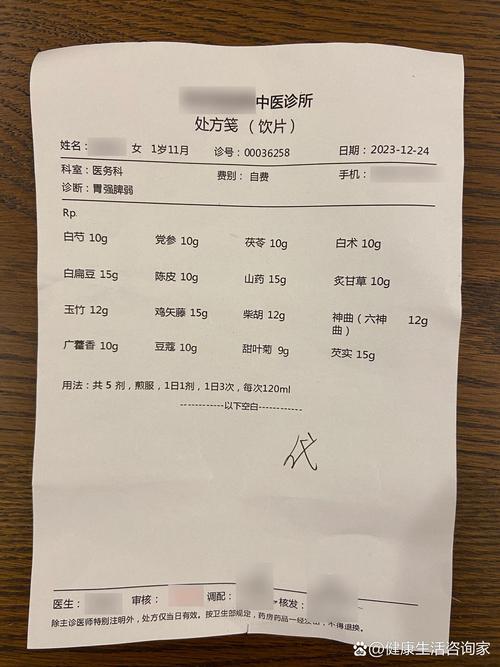 中医诊所
处方笺（饮片）
姓名： 女 1岁11月 诊号：00036258 日期：2023-12-24
科室：医务科 费别：自费 手机：
诊断：胃强脾弱
Rp
白芍 10g 党参 10g 茯苓 10g 白术 10g
白扁豆 15g 陈皮 10g 山药 15g 炙甘草 10g
玉竹 12g 鸡矢藤 15g 柴胡 12g 神曲（六神曲） 12g
广藿香 10g 豆蔻 10g 甜叶菊 9g 芡实 15g
用法：共 5 剂，煎服，1日1剂，1日3次，每次120ml
------------以下空白------------
医生： 审核： 调配： 核发：
除主诊医师特别注明外，处方仅当日有效。按卫生部规定，药房药品一经发出，不得退换。
@健康生活咨询家